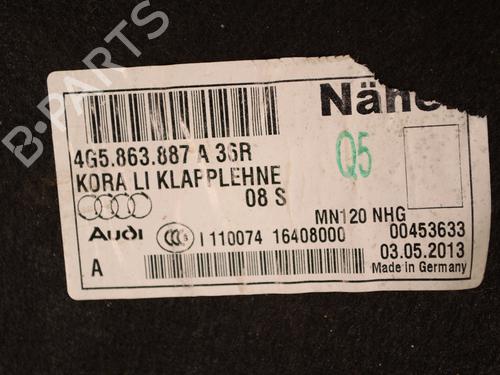 B-PARTS
4G5.863.887 A 36R
KORA LI KLAPPLEHNE
08 S
Q5
MN120 NHG
Audi
I 110074 16408000
00453633
03.05.2013
A
Made in Germany